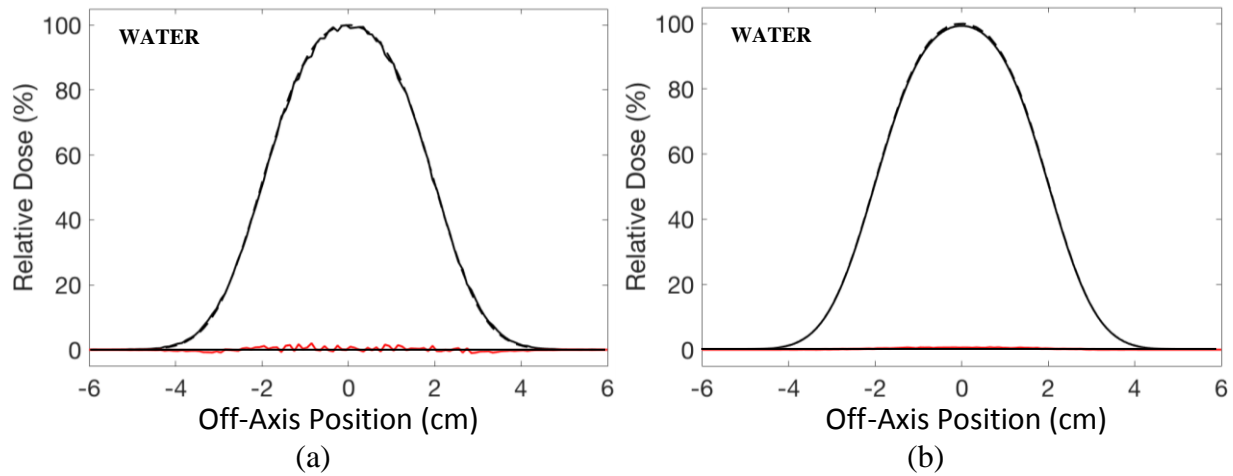 WATER
Relative Dose (%)
100
80
60
40
20
0
-6 -4 -2 0 2 4 6
Off-Axis Position (cm)
(a)
WATER
Relative Dose (%)
100
80
60
40
20
0
-6 -4 -2 0 2 4 6
Off-Axis Position (cm)
(b)